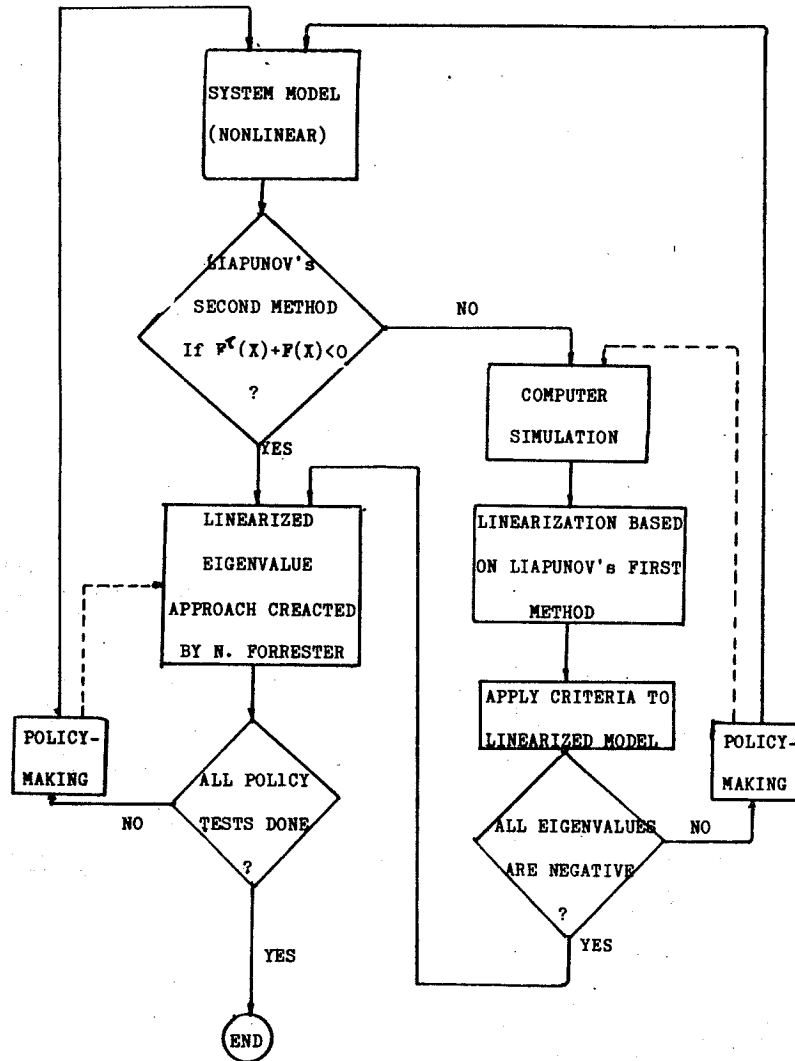 SYSTEM MODEL
(NONLINEAR)
LIAPUNOV's
SECOND METHOD
If Fᵀ(X)+F(X)<0
?
NO
YES
COMPUTER
SIMULATION
LINEARIZED
EIGENVALUE
APPROACH CREACTED
BY N. FORRESTER
LINEARIZATION BASED
ON LIAPUNOV's FIRST
METHOD
APPLY CRITERIA TO
LINEARIZED MODEL
POLICY-
MAKING
POLICY-
MAKING
ALL POLICY
TESTS DONE
?
NO
ALL EIGENVALUES
ARE NEGATIVE
?
NO
YES
YES
END